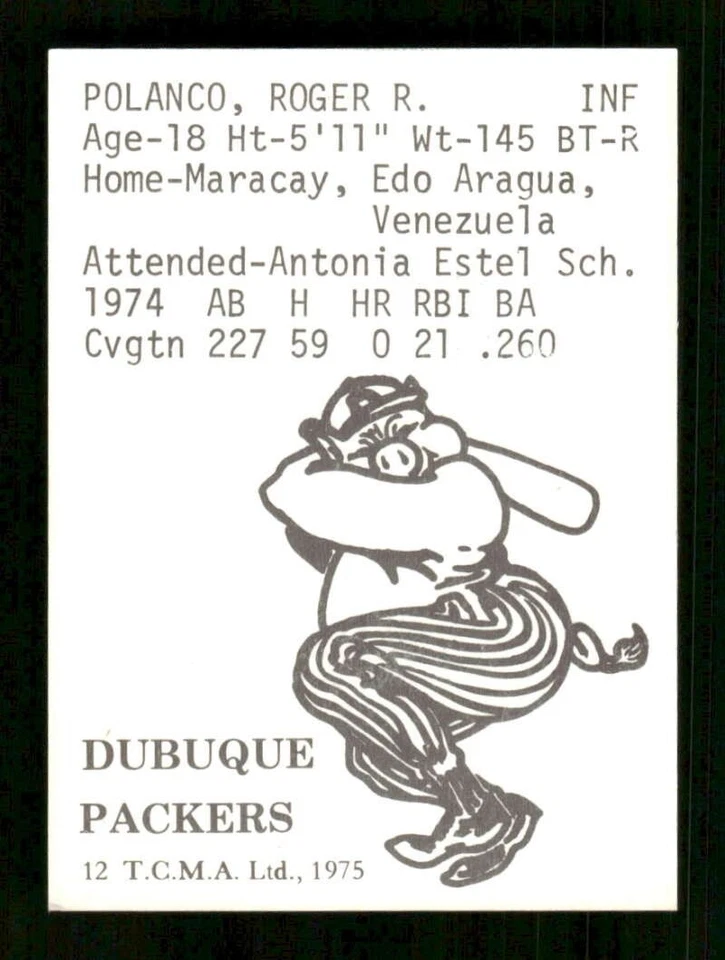 POLANCO, ROGER R. INF
Age-18 Ht-5'11" Wt-145 BT-R
Home-Maracay, Edo Aragua,
Venezuela
Attended-Antonia Estel Sch.
1974 AB H HR RBI BA
Cvgtn 227 59 0 21 .260
DUBUQUE
PACKERS
12 T.C.M.A. Ltd., 1975